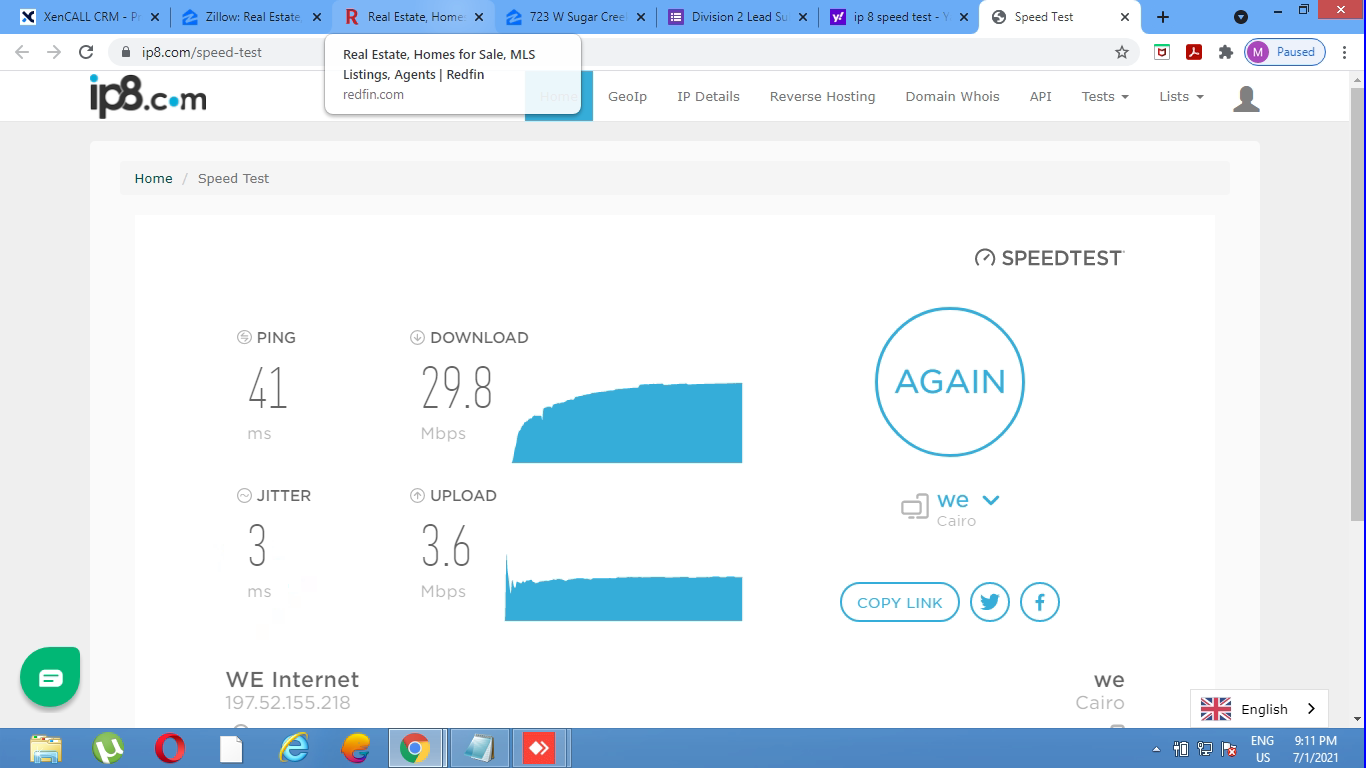 XenCALL CRM - P
Zillow: Real Estate,
Real Estate, Home
723 W Sugar Cree
Division 2 Lead Su
ip 8 speed test - Y
Speed Test
ip8.com/speed-test
M Paused
Real Estate, Homes for Sale, MLS
Listings, Agents | Redfin
redfin.com
ip8.com
Home
GeoIp
IP Details
Reverse Hosting
Domain Whois
API
Tests
Lists
Home / Speed Test
SPEEDTEST
PING
41
ms
DOWNLOAD
29.8
Mbps
AGAIN
JITTER
3
ms
UPLOAD
3.6
Mbps
we
Cairo
COPY LINK
WE Internet
197.52.155.218
we
Cairo
English
ENG
US
9:11 PM
7/1/2021